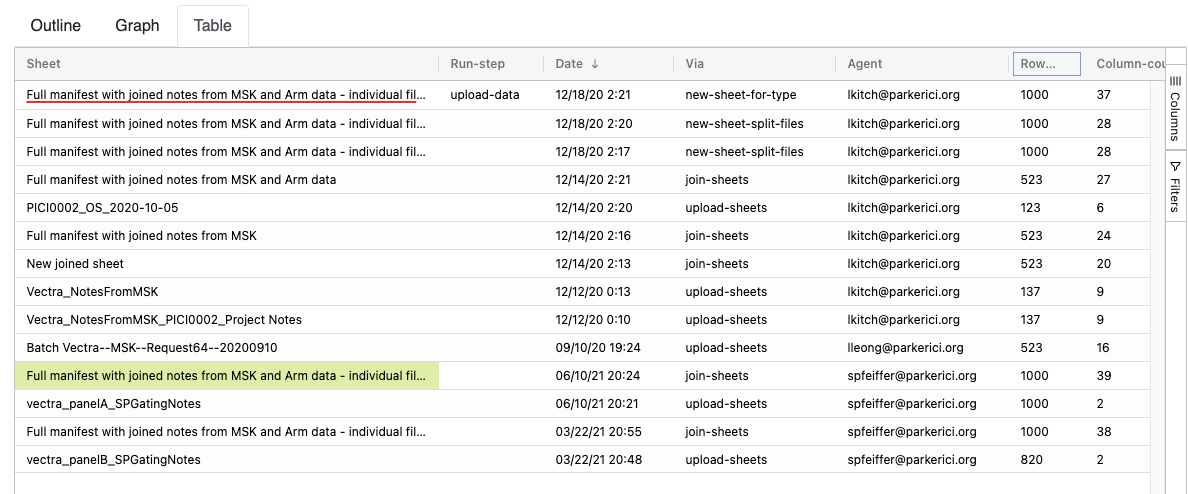 Outline Graph Table
Sheet Run-step Date ↓ Via Agent Row... Column-cou
Full manifest with joined notes from MSK and Arm data - individual fil... upload-data 12/18/20 2:21 new-sheet-for-type lkitch@parkerici.org 1000 37
Full manifest with joined notes from MSK and Arm data - individual fil... 12/18/20 2:20 new-sheet-split-files lkitch@parkerici.org 1000 28
Full manifest with joined notes from MSK and Arm data - individual fil... 12/18/20 2:17 new-sheet-split-files lkitch@parkerici.org 1000 28
Full manifest with joined notes from MSK and Arm data 12/14/20 2:21 join-sheets lkitch@parkerici.org 523 27
PICI0002_OS_2020-10-05 12/14/20 2:20 upload-sheets lkitch@parkerici.org 123 6
Full manifest with joined notes from MSK 12/14/20 2:16 join-sheets lkitch@parkerici.org 523 24
New joined sheet 12/14/20 2:13 join-sheets lkitch@parkerici.org 523 20
Vectra_NotesFromMSK 12/12/20 0:13 upload-sheets lkitch@parkerici.org 137 9
Vectra_NotesFromMSK_PICI0002_Project Notes 12/12/20 0:10 upload-sheets lkitch@parkerici.org 137 9
Batch Vectra--MSK--Request64--20200910 09/10/20 19:24 upload-sheets lleong@parkerici.org 523 16
Full manifest with joined notes from MSK and Arm data - individual fil... 06/10/21 20:24 join-sheets spfeiffer@parkerici.org 1000 39
vectra_panelA_SPGatingNotes 06/10/21 20:21 upload-sheets spfeiffer@parkerici.org 1000 2
Full manifest with joined notes from MSK and Arm data - individual fil... 03/22/21 20:55 join-sheets spfeiffer@parkerici.org 1000 38
vectra_panelB_SPGatingNotes 03/22/21 20:48 upload-sheets spfeiffer@parkerici.org 820 2
Columns
Filters